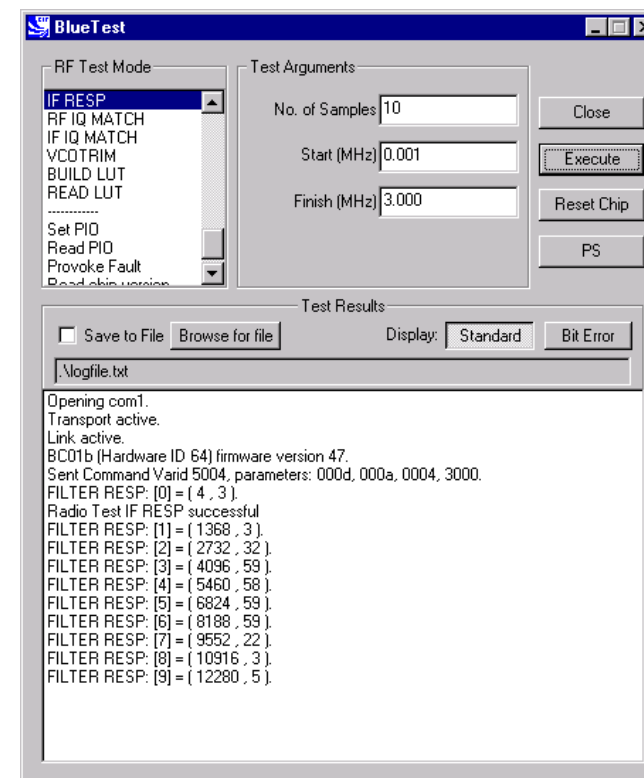 BlueTest
RF Test Mode
IF RESP
RF IQ MATCH
IF IQ MATCH
VCOTRIM
BUILD LUT
READ LUT
------------
Set PIO
Read PIO
Provoke Fault
Read chip version
Test Arguments
No. of Samples 10
Start (MHz) 0.001
Finish (MHz) 3.000
Close
Execute
Reset Chip
PS
Test Results
Save to File Browse for file Display: Standard Bit Error
.\logfile.txt
Opening com1.
Transport active.
Link active.
BC01b (Hardware ID 64) firmware version 47.
Sent Command Varid 5004, parameters: 000d, 000a, 0004, 3000.
FILTER RESP: [0] = ( 4 , 3 ).
Radio Test IF RESP successful
FILTER RESP: [1] = ( 1368 , 3 ).
FILTER RESP: [2] = ( 2732 , 32 ).
FILTER RESP: [3] = ( 4096 , 59 ).
FILTER RESP: [4] = ( 5460 , 58 ).
FILTER RESP: [5] = ( 6824 , 59 ).
FILTER RESP: [6] = ( 8188 , 59 ).
FILTER RESP: [7] = ( 9552 , 22 ).
FILTER RESP: [8] = ( 10916 , 3 ).
FILTER RESP: [9] = ( 12280 , 5 ).